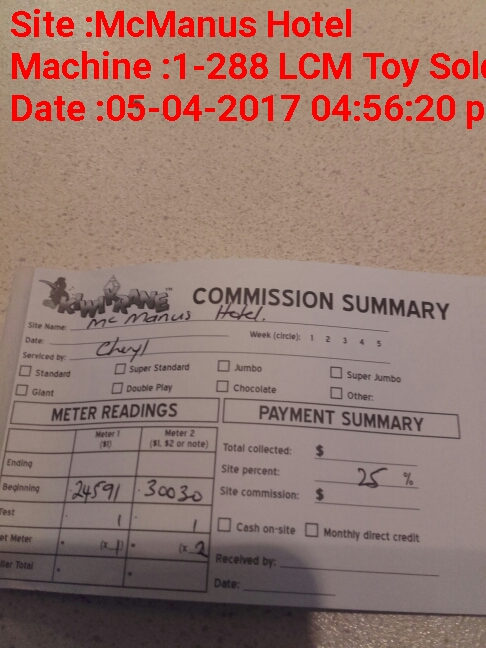 Site :McManus Hotel
Machine :1-288 LCM Toy Sol
Date :05-04-2017 04:56:20 p
COMMISSION SUMMARY
Site Name: McManus Hotel.
Date:
Week (circle): 1 2 3 4 5
Serviced by: Cheryl
Standard
Super Standard
Jumbo
Super Jumbo
Giant
Double Play
Chocolate
Other:
METER READINGS
Meter 1 ($1)
Meter 2 ($1, $2 or note)
Ending
Beginning 24591 30030
Test 1 1
et Meter (x 1) (x 2
lar Total
PAYMENT SUMMARY
Total collected: $
Site percent: 25 %
Site commission: $
Cash on-site
Monthly direct credit
Received by:
Date: